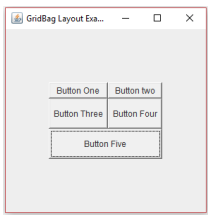 GridBag Layout Exa...
Button One Button two
Button Three Button Four
Button Five